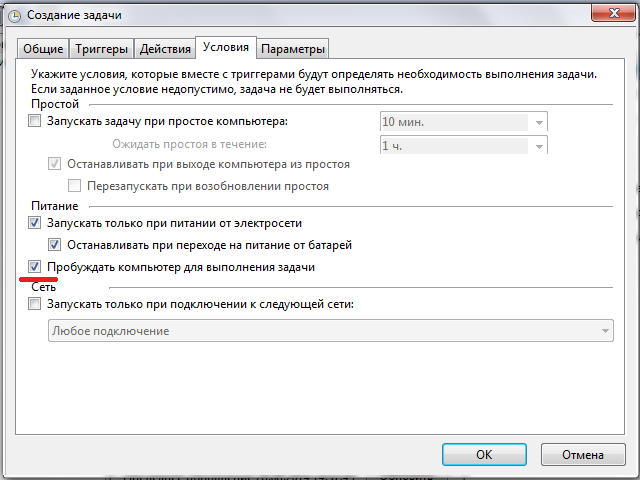 Создание задачи
Общие Триггеры Действия Условия Параметры
Укажите условия, которые вместе с триггерами будут определять необходимость выполнения задачи.
Если заданное условие недопустимо, задача не будет выполняться.
Простой
Запускать задачу при простое компьютера: 10 мин.
Ожидать простоя в течение: 1 ч.
Останавливать при выходе компьютера из простоя
Перезапускать при возобновлении простоя
Питание
Запускать только при питании от электросети
Останавливать при переходе на питание от батарей
Пробуждать компьютер для выполнения задачи
Сеть
Запускать только при подключении к следующей сети:
Любое подключение
ОК Отмена